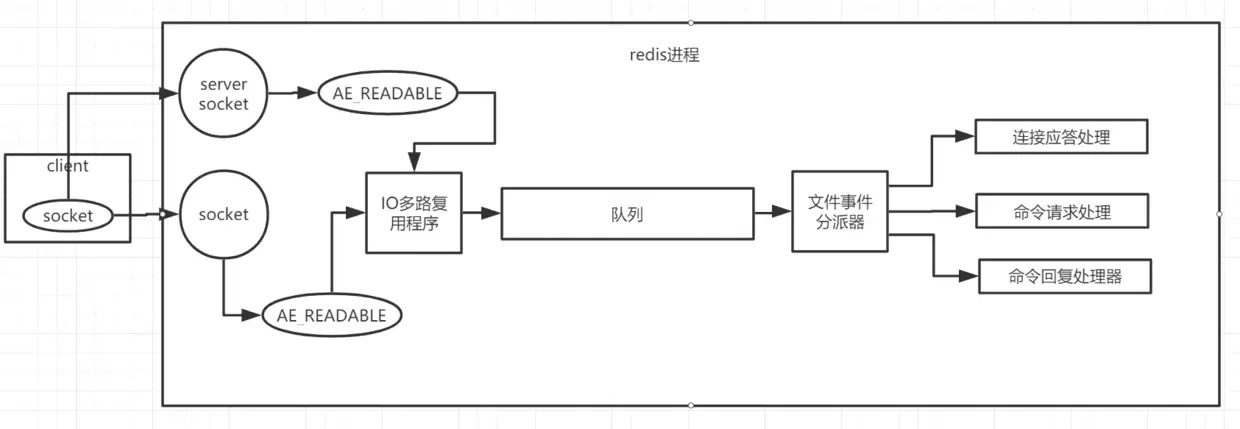 redis进程
server
socket
AE_READABLE
client
socket
socket
AE_READABLE
IO多路复
用程序
队列
文件事件
分派器
连接应答处理
命令请求处理
命令回复处理器